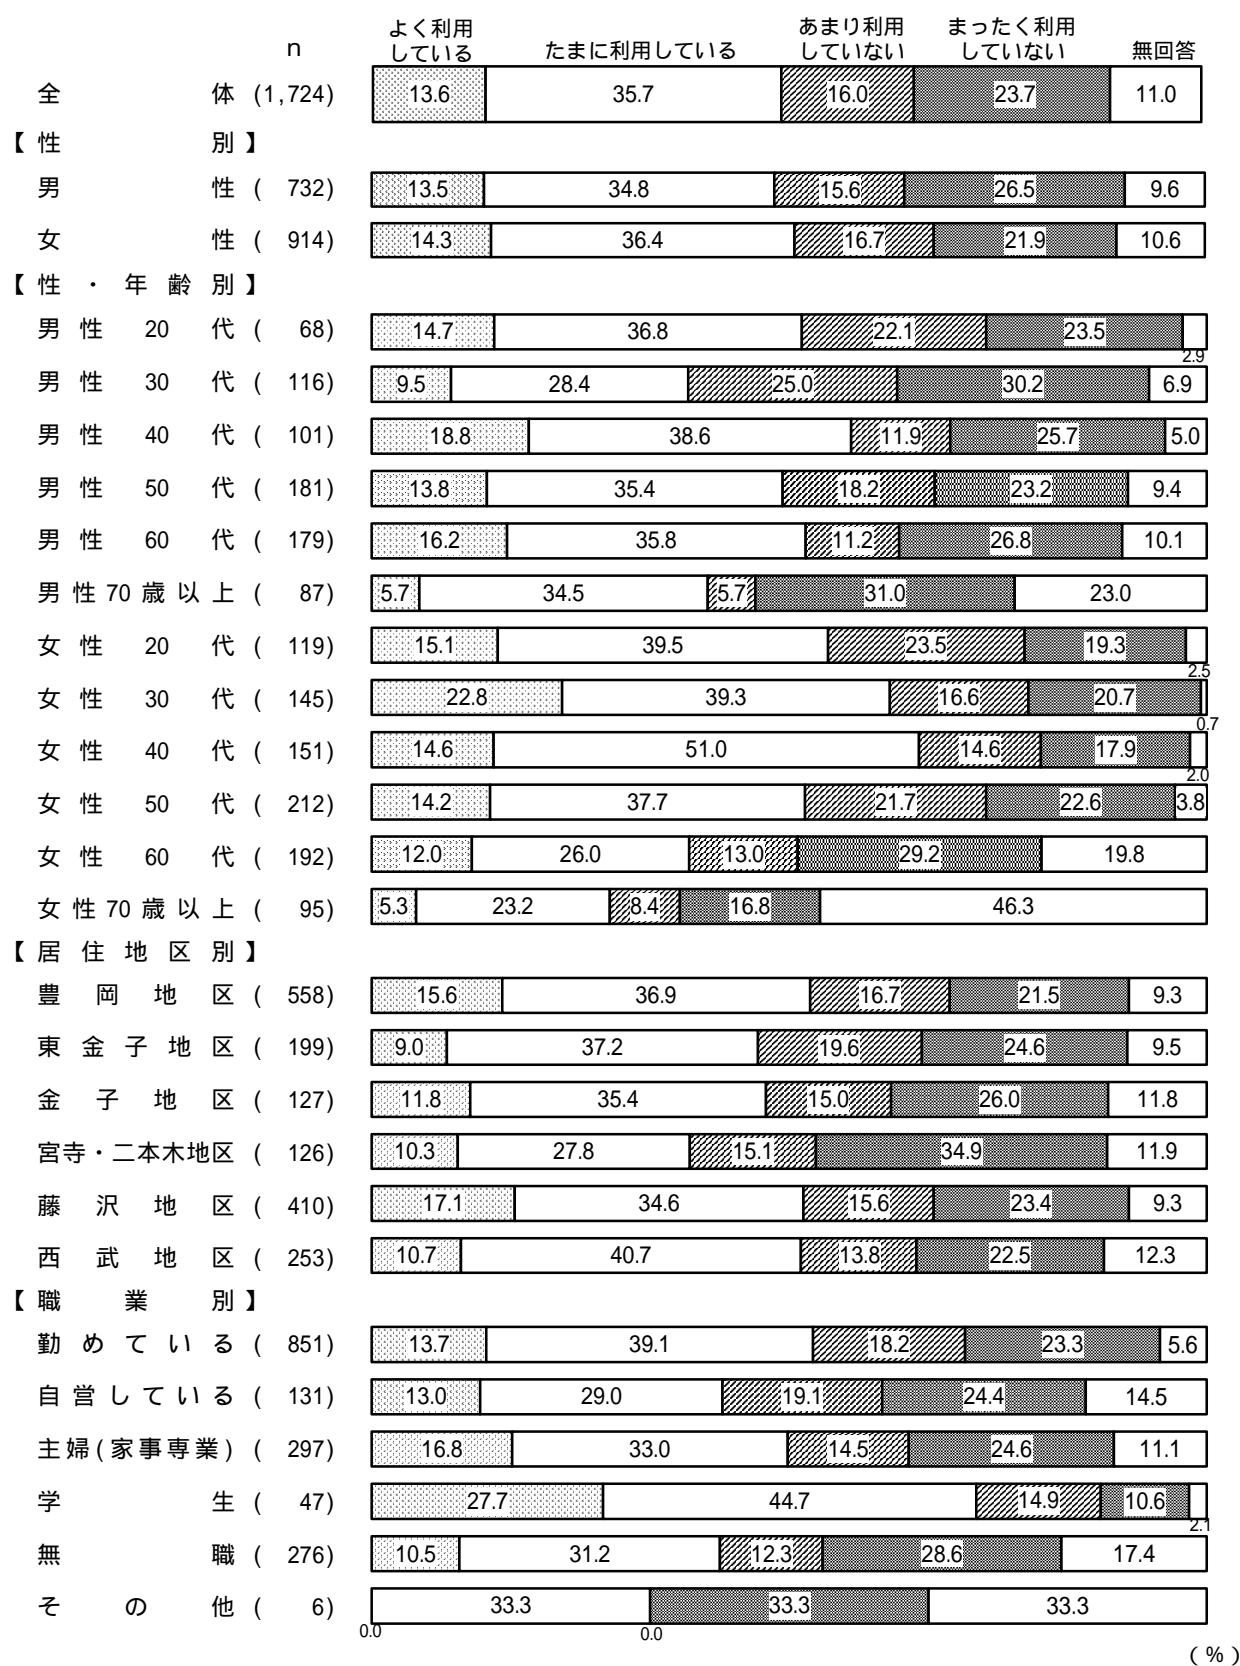 よく利用 あまり利用 まったく利用
n している たまに利用している していない していない 無回答
全体 (1,724) 13.6 35.7 16.0 23.7 11.0
【性別】
男性 ( 732) 13.5 34.8 15.6 26.5 9.6
女性 ( 914) 14.3 36.4 16.7 21.9 10.6
【性・年齢別】
男性20代 ( 68) 14.7 36.8 22.1 23.5 2.9
男性30代 ( 116) 9.5 28.4 25.0 30.2 6.9
男性40代 ( 101) 18.8 38.6 11.9 25.7 5.0
男性50代 ( 181) 13.8 35.4 18.2 23.2 9.4
男性60代 ( 179) 16.2 35.8 11.2 26.8 10.1
男性70歳以上 ( 87) 5.7 34.5 5.7 31.0 23.0
女性20代 ( 119) 15.1 39.5 23.5 19.3 2.5
女性30代 ( 145) 22.8 39.3 16.6 20.7 0.7
女性40代 ( 151) 14.6 51.0 14.6 17.9 2.0
女性50代 ( 212) 14.2 37.7 21.7 22.6 3.8
女性60代 ( 192) 12.0 26.0 13.0 29.2 19.8
女性70歳以上 ( 95) 5.3 23.2 8.4 16.8 46.3
【居住地区別】
豊岡地区 ( 558) 15.6 36.9 16.7 21.5 9.3
東金子地区 ( 199) 9.0 37.2 19.6 24.6 9.5
金子地区 ( 127) 11.8 35.4 15.0 26.0 11.8
宮寺・二本木地区 ( 126) 10.3 27.8 15.1 34.9 11.9
藤沢地区 ( 410) 17.1 34.6 15.6 23.4 9.3
西武地区 ( 253) 10.7 40.7 13.8 22.5 12.3
【職業別】
勤めている ( 851) 13.7 39.1 18.2 23.3 5.6
自営している ( 131) 13.0 29.0 19.1 24.4 14.5
主婦(家事専業) ( 297) 16.8 33.0 14.5 24.6 11.1
学生 ( 47) 27.7 44.7 14.9 10.6 2.1
無職 ( 276) 10.5 31.2 12.3 28.6 17.4
その他 ( 6) 33.3 33.3 33.3
0.0 0.0
(%)